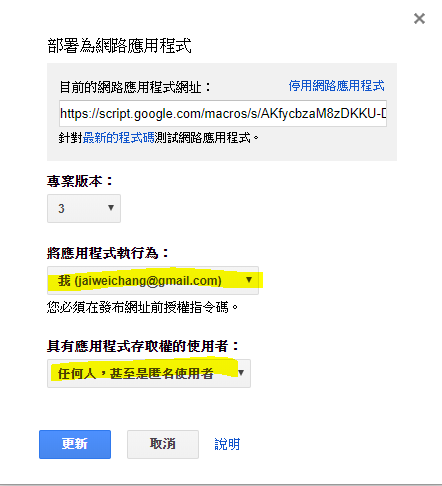 部署為網路應用程式
目前的網路應用程式網址： 停用網路應用程式
https://script.google.com/macros/s/AKfycbzaM8zDKKU-D
針對最新的程式碼測試網路應用程式。
專案版本：
3
將應用程式執行為：
我 (jaiweichang@gmail.com)
您必須在發布網址前授權指令碼。
具有應用程式存取權的使用者：
任何人，甚至是匿名使用者
更新 取消 說明